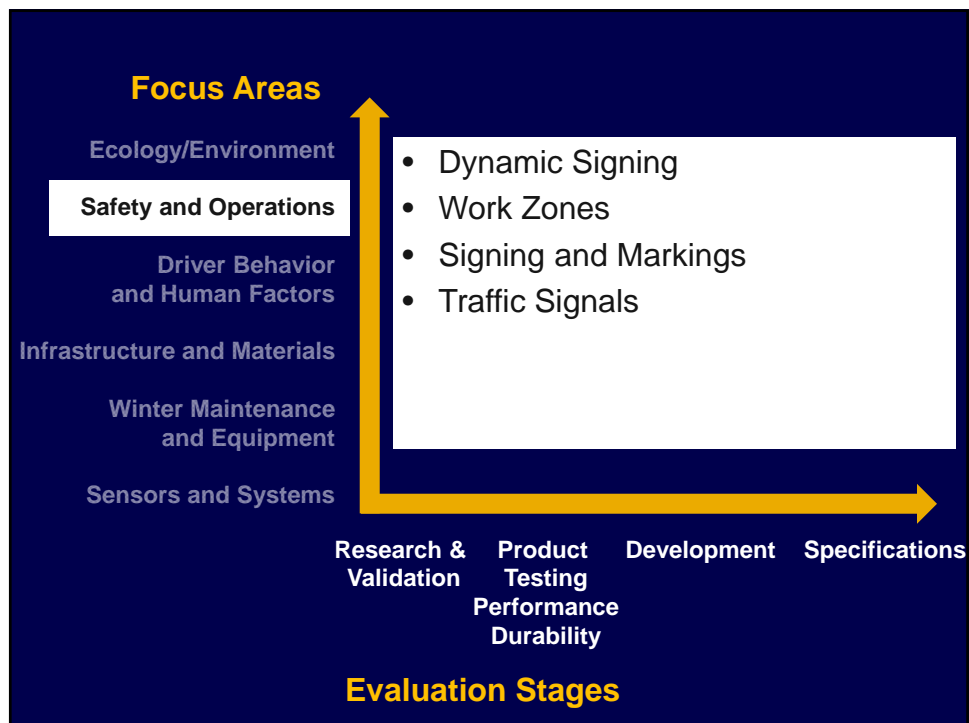 Focus Areas
Ecology/Environment
Safety and Operations
Driver Behavior
and Human Factors
Infrastructure and Materials
Winter Maintenance
and Equipment
Sensors and Systems
• Dynamic Signing
• Work Zones
• Signing and Markings
• Traffic Signals
Research &
Validation
Product
Testing
Performance
Durability
Development
Specifications
Evaluation Stages